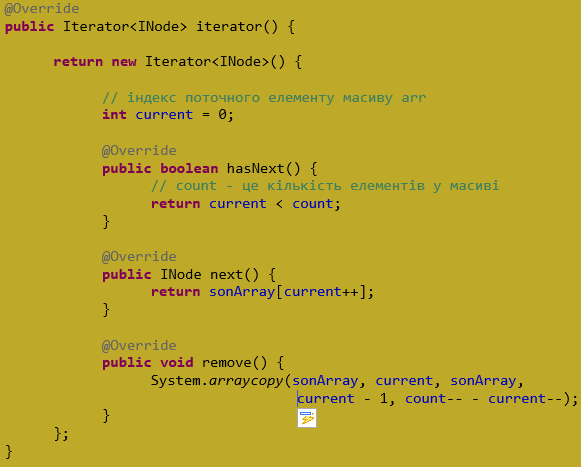 @Override
public Iterator<INode> iterator() {
return new Iterator<INode>() {
// індекс поточного елементу масиву arr
int current = 0;
@Override
public boolean hasNext() {
// count - це кількість елементів у масиві
return current < count;
}
@Override
public INode next() {
return sonArray[current++];
}
@Override
public void remove() {
System.arraycopy(sonArray, current, sonArray,
current - 1, count-- - current--);
}
};
}